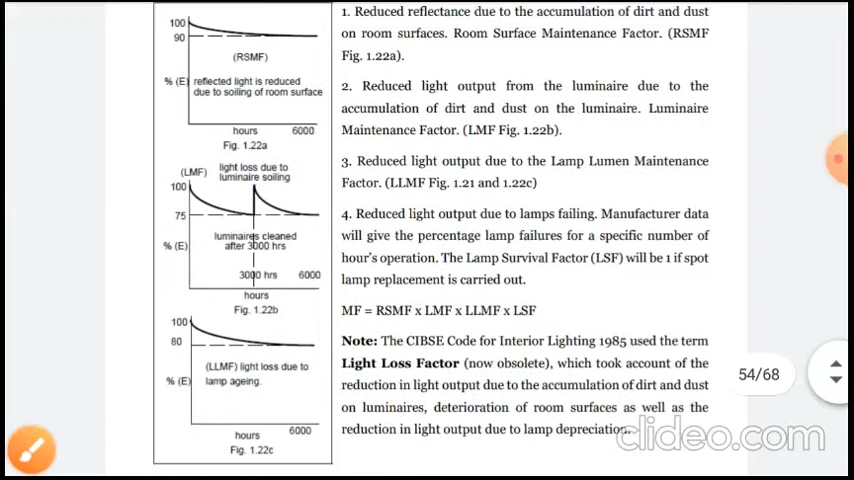 100
90
(RSMF)
% (E) reflected light is reduced
due to soiling of room surface
hours 6000
Fig. 1.22a
(LMF) light loss due to
luminaire soiling
100
75
luminaires cleaned
% (E) after 3000 hrs
3000 hrs 6000
hours
Fig. 1.22b
100
80
(LLMF) light loss due to
% (E) lamp ageing.
6000
hours
Fig. 1.22c
1. Reduced reflectance due to the accumulation of dirt and dust
on room surfaces. Room Surface Maintenance Factor. (RSMF
Fig. 1.22a).
2. Reduced light output from the luminaire due to the
accumulation of dirt and dust on the luminaire. Luminaire
Maintenance Factor. (LMF Fig. 1.22b).
3. Reduced light output due to the Lamp Lumen Maintenance
Factor. (LLMF Fig. 1.21 and 1.22c)
4. Reduced light output due to lamps failing. Manufacturer data
will give the percentage lamp failures for a specific number of
hour's operation. The Lamp Survival Factor (LSF) will be 1 if spot
lamp replacement is carried out.
MF = RSMF x LMF x LLMF x LSF
Note: The CIBSE Code for Interior Lighting 1985 used the term
Light Loss Factor (now obsolete), which took account of the
reduction in light output due to the accumulation of dirt and dust
on luminaires, deterioration of room surfaces as well as the
reduction in light output due to lamp depreciation.
54/68
clideo.com